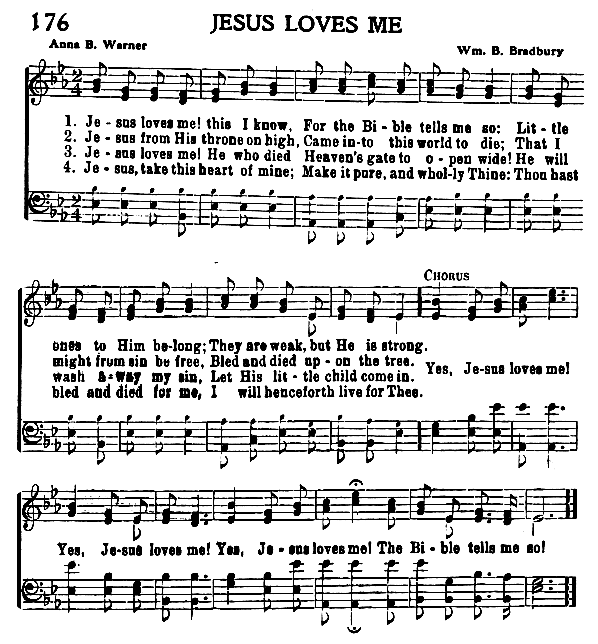 176 JESUS LOVES ME
Anna B. Warner Wm. B. Bradbury
1. Je - sus loves me! this I know, For the Bi - ble tells me so: Lit - tle
2. Je - sus from His throne on high, Came in-to this world to die; That I
3. Je - sus loves me! He who died Heaven's gate to o - pen wide! He will
4. Je - sus, take this heart of mine; Make it pure, and whol-ly Thine: Thou hast
CHORUS
ones to Him be-long; They are weak, but He is strong.
might from sin be free, Bled and died up - on the tree.
wash a-way my sin, Let His lit - tle child come in.
bled and died for me, I will henceforth live for Thee.
Yes, Je-sus loves me!
Yes, Je-sus loves me! Yes, Je - sus loves me! The Bi - ble tells me so!